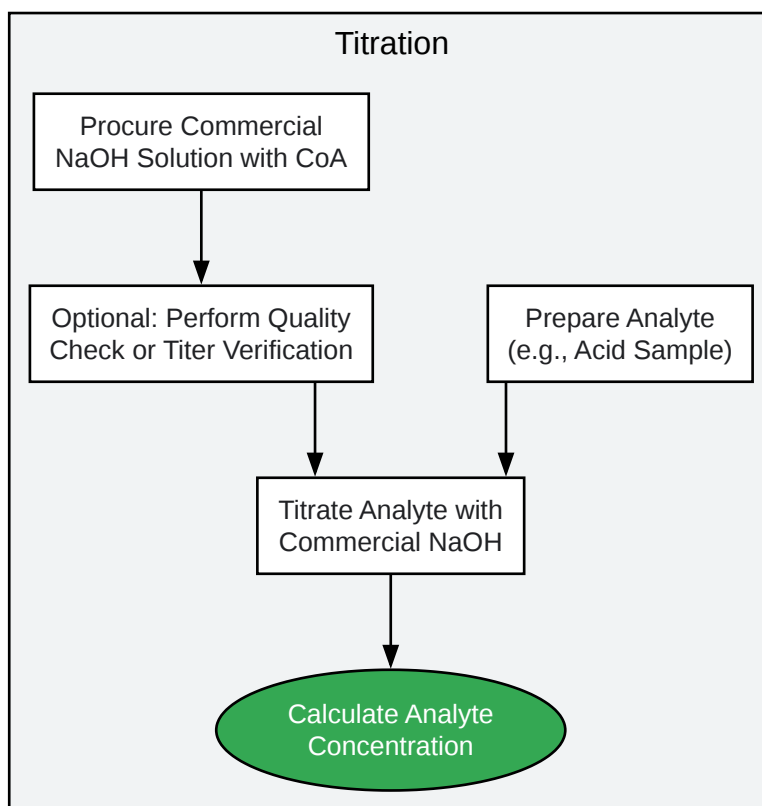 Titration
Procure Commercial
NaOH Solution with CoA
Optional: Perform Quality
Check or Titer Verification
Prepare Analyte
(e.g., Acid Sample)
Titrate Analyte with
Commercial NaOH
Calculate Analyte
Concentration